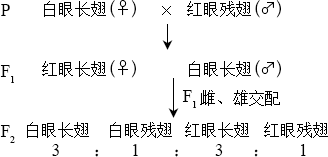 P 白眼长翅(♀) × 红眼残翅(♂)
F₁ 红眼长翅(♀) 白眼长翅(♂)
F₁雌、雄交配
F₂ 白眼长翅 白眼残翅 红眼长翅 红眼残翅
3 : 1 : 3 : 1